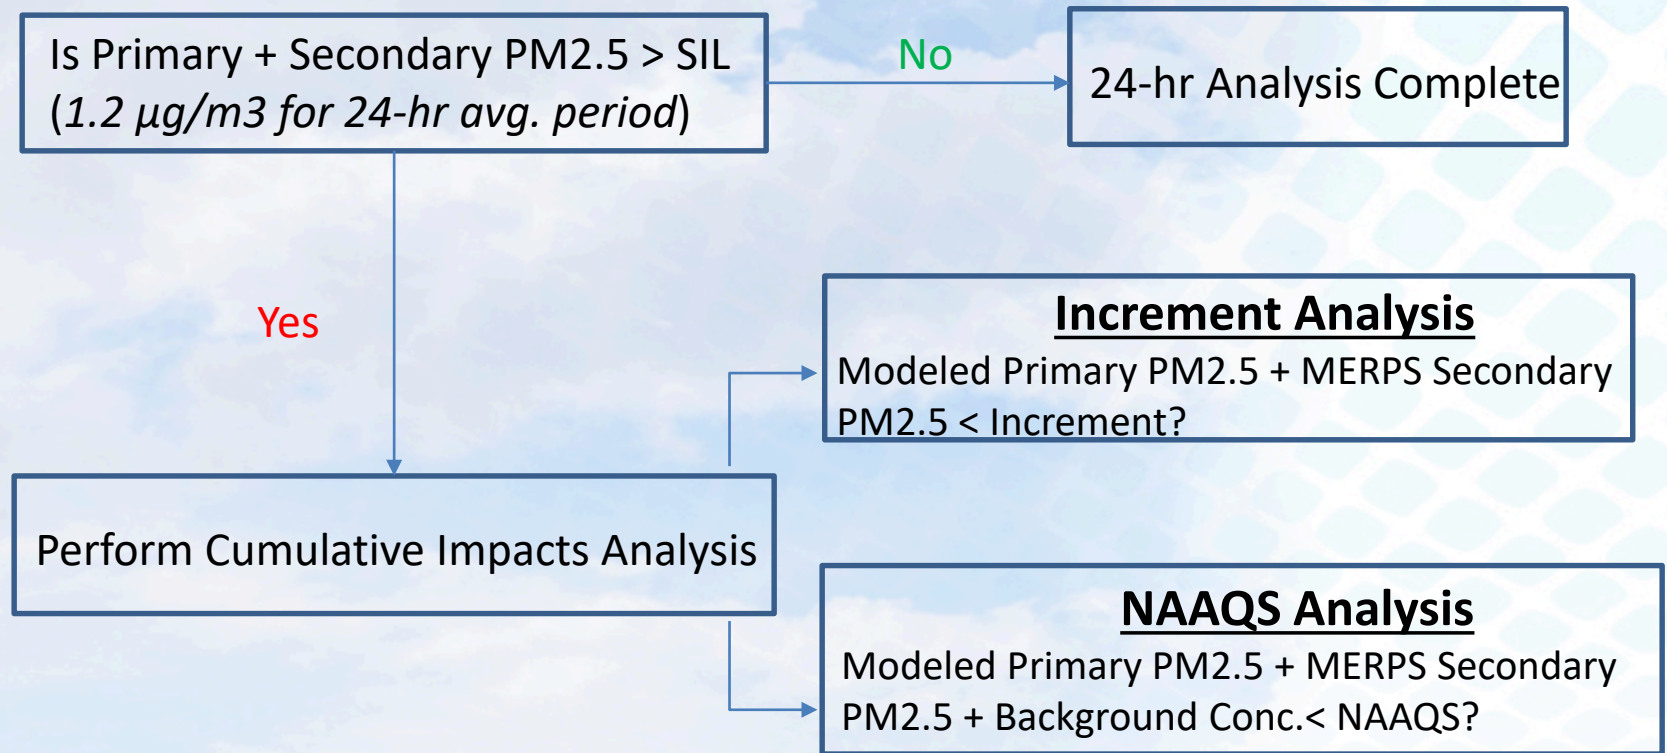 Is Primary + Secondary PM2.5 > SIL
(1.2 µg/m3 for 24-hr avg. period)
No
24-hr Analysis Complete
Yes
Increment Analysis
Modeled Primary PM2.5 + MERPS Secondary
PM2.5 < Increment?
Perform Cumulative Impacts Analysis
NAAQS Analysis
Modeled Primary PM2.5 + MERPS Secondary
PM2.5 + Background Conc.< NAAQS?